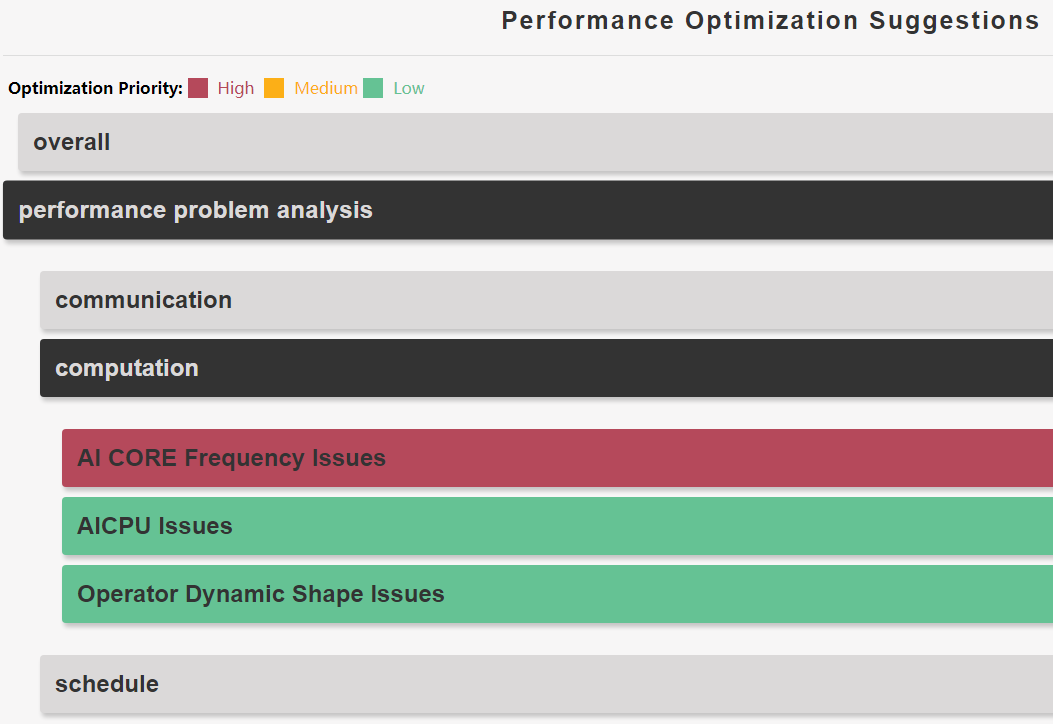 Performance Optimization Suggestions
Optimization Priority: High Medium Low
overall
performance problem analysis
communication
computation
AI CORE Frequency Issues
AICPU Issues
Operator Dynamic Shape Issues
schedule